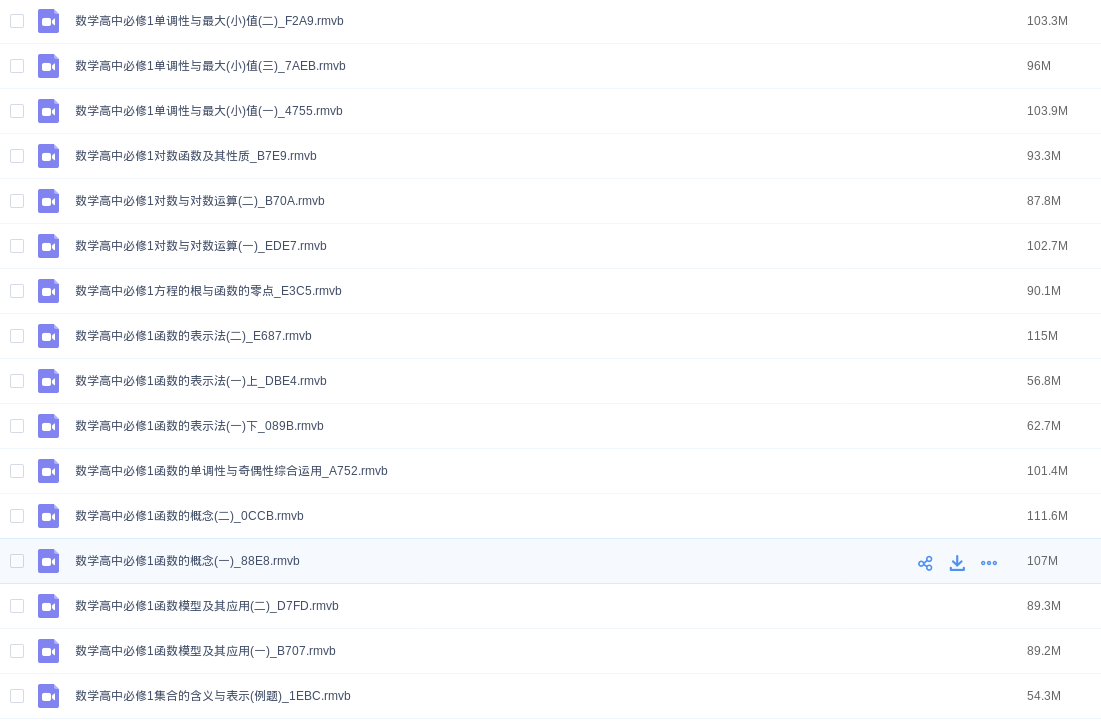 数学高中必修1单调性与最大(小)值(二)_F2A9.rmvb 103.3M
数学高中必修1单调性与最大(小)值(三)_7AEB.rmvb 96M
数学高中必修1单调性与最大(小)值(一)_4755.rmvb 103.9M
数学高中必修1对数函数及其性质_B7E9.rmvb 93.3M
数学高中必修1对数与对数运算(二)_B70A.rmvb 87.8M
数学高中必修1对数与对数运算(一)_EDE7.rmvb 102.7M
数学高中必修1方程的根与函数的零点_E3C5.rmvb 90.1M
数学高中必修1函数的表示法(二)_E687.rmvb 115M
数学高中必修1函数的表示法(一)上_DBE4.rmvb 56.8M
数学高中必修1函数的表示法(一)下_089B.rmvb 62.7M
数学高中必修1函数的单调性与奇偶性综合运用_A752.rmvb 101.4M
数学高中必修1函数的概念(二)_0CCB.rmvb 111.6M
数学高中必修1函数的概念(一)_88E8.rmvb 107M
数学高中必修1函数模型及其应用(二)_D7FD.rmvb 89.3M
数学高中必修1函数模型及其应用(一)_B707.rmvb 89.2M
数学高中必修1集合的含义与表示(例题)_1EBC.rmvb 54.3M